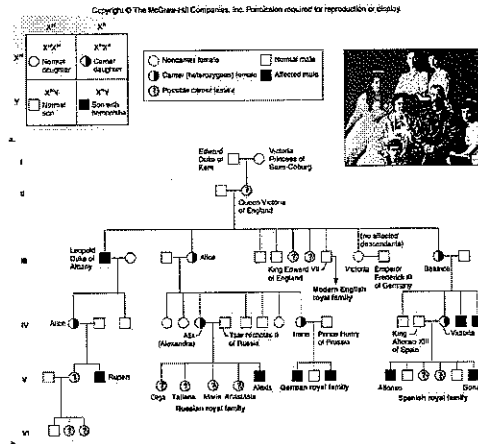 Copyright © The McGraw-Hill Companies, Inc. Permission required for reproduction or display.
Normal daughter
Carrier daughter
Normal son
Son with hemophilia
Noncarrier female
Normal male
Carrier (heterozygous) female
Affected male
Possible carrier female
a.
I
Edward Duke of Kent
Victoria Princess of Saxe-Coburg
II
Queen Victoria of England
III
Leopold Duke of Albany
Alice
King Edward VII of England
Modern English royal family
(no affected descendants)
Victoria
Emperor Frederick III of Germany
Beatrice
IV
Alice
Alix (Alexandra)
Tsar Nicholas II of Russia
Irene
Prince Henry of Prussia
King Alfonso XIII of Spain
Victoria
V
Rupert
Olga
Tatiana
Maria
Anastasia
Alexis
Russian royal family
German royal family
Alfonso
Spanish royal family
VI
b.